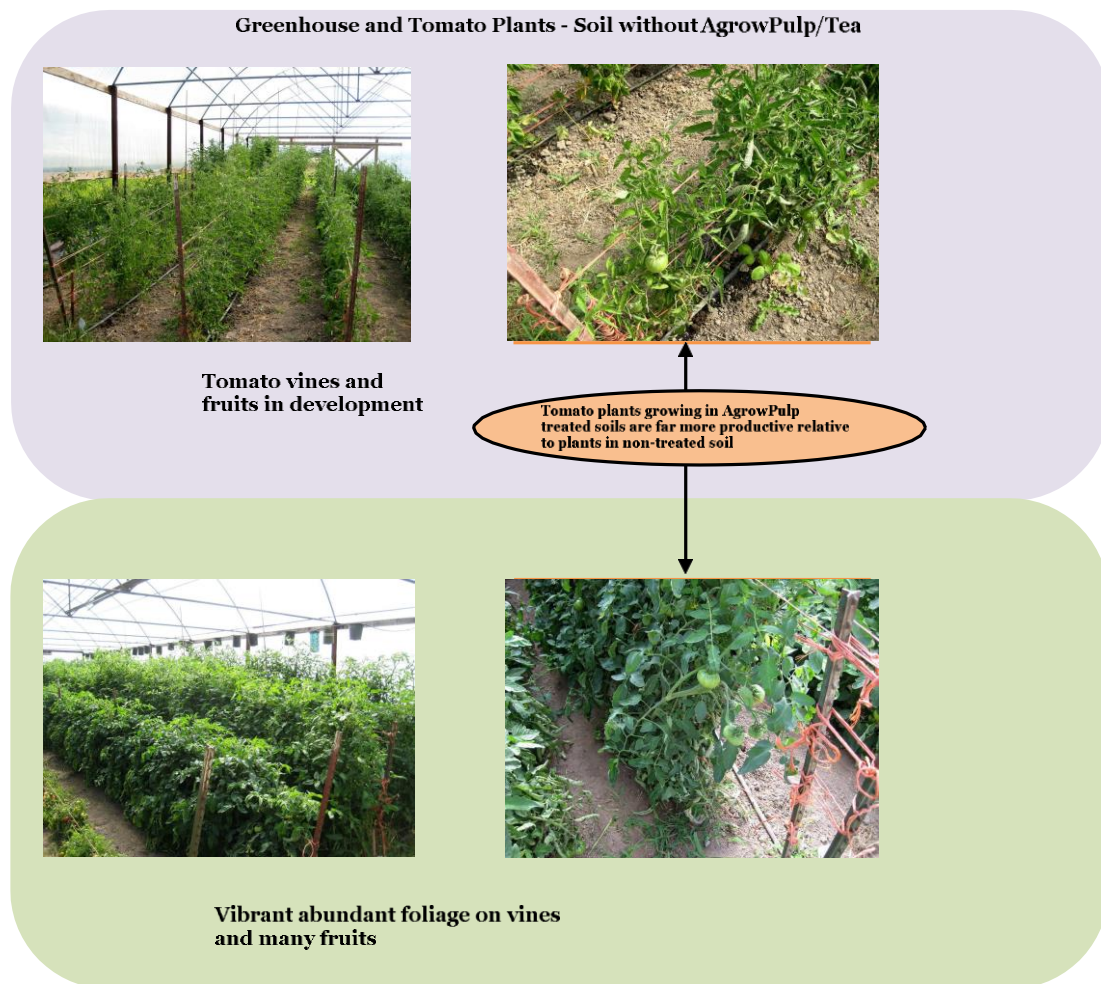 Greenhouse and Tomato Plants - Soil without AgrowPulp/Tea
Tomato vines and
fruits in development
Tomato plants growing in AgrowPulp
treated soils are far more productive relative
to plants in non-treated soil
Vibrant abundant foliage on vines
and many fruits